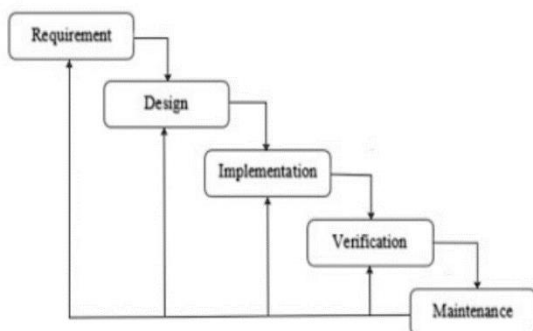 Requirement
Design
Implementation
Verification
Maintenance